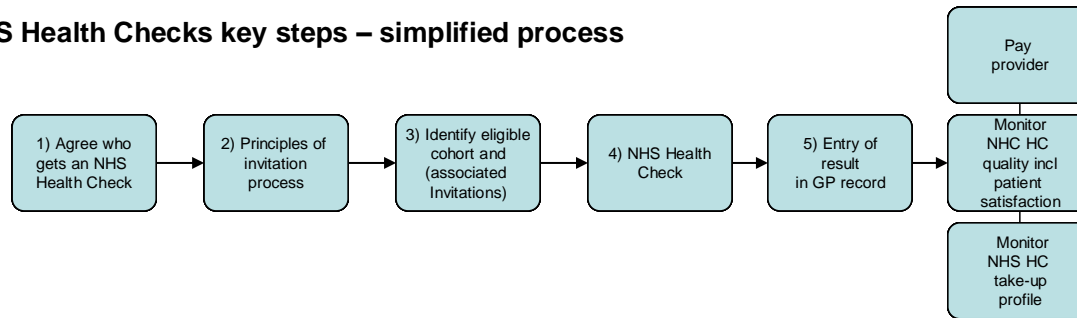 S Health Checks key steps – simplified process
Pay
provider
1) Agree who
gets an NHS
Health Check
2) Principles of
invitation
process
3) Identify eligible
cohort and
(associated
Invitations)
4) NHS Health
Check
5) Entry of
result
in GP record
Monitor
NHC HC
quality incl
patient
satisfaction
Monitor
NHS HC
take-up
profile